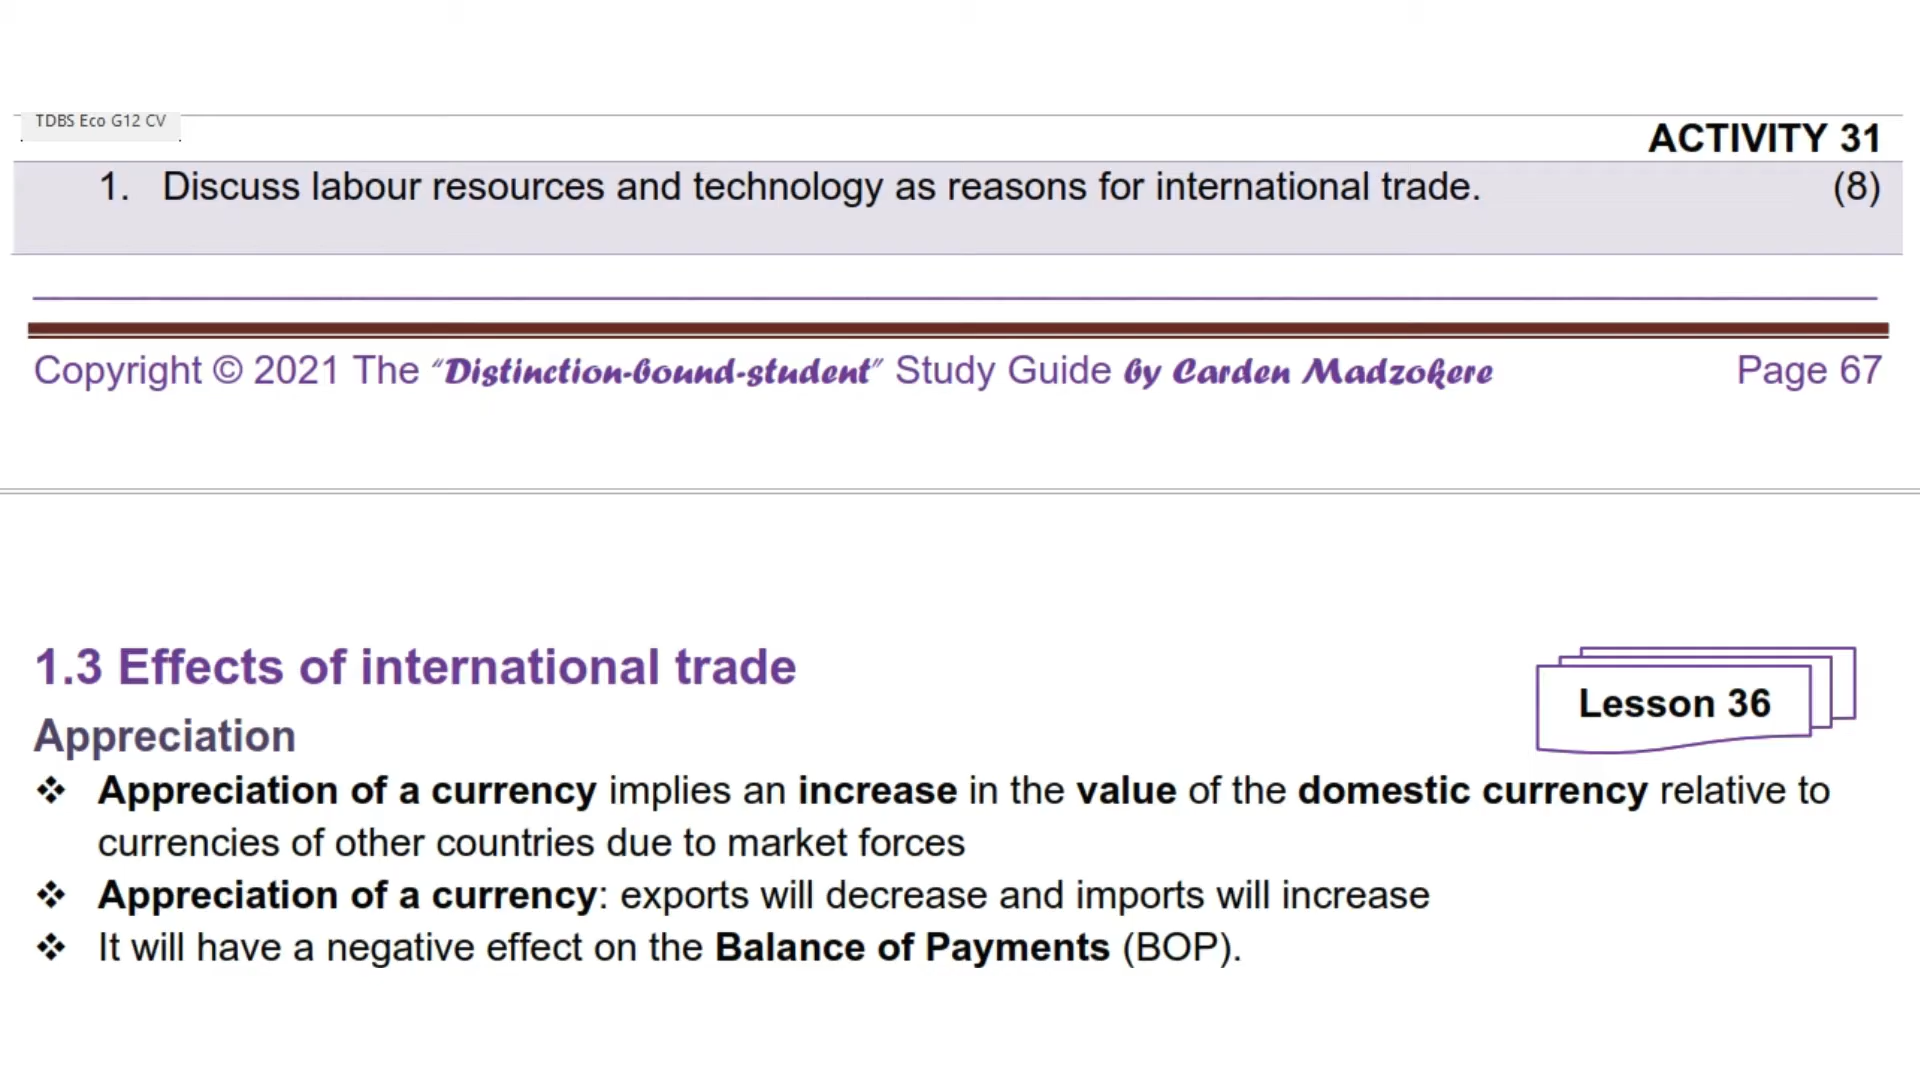 TDBS Eco G12 CV
ACTIVITY 31
1. Discuss labour resources and technology as reasons for international trade. (8)
Copyright © 2021 The “Distinction-bound-student” Study Guide by Carden Madzokere Page 67
1.3 Effects of international trade
Lesson 36
Appreciation
❖ Appreciation of a currency implies an increase in the value of the domestic currency relative to
currencies of other countries due to market forces
❖ Appreciation of a currency: exports will decrease and imports will increase
❖ It will have a negative effect on the Balance of Payments (BOP).